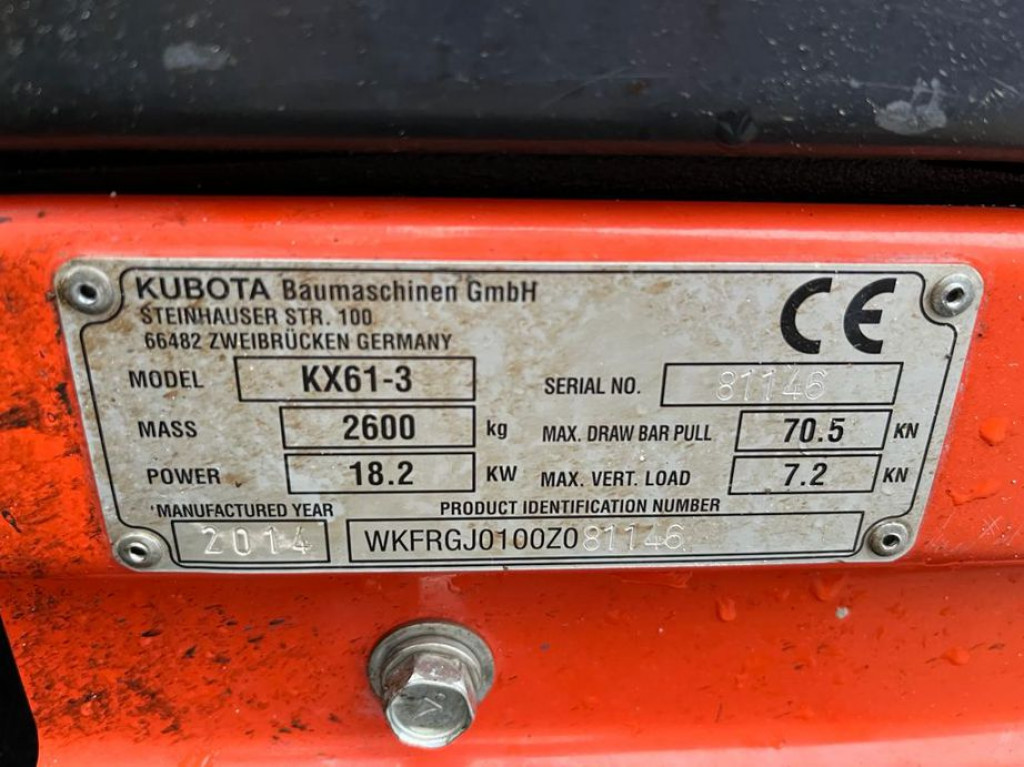 KUBOTA Baumaschinen GmbH
STEINHAUSER STR. 100
66482 ZWEIBRÜCKEN GERMANY
CE
MODEL KX61-3 SERIAL NO. 81146
MASS 2600 kg MAX. DRAW BAR PULL 70.5 KN
POWER 18.2 KW MAX. VERT. LOAD 7.2 KN
MANUFACTURED YEAR PRODUCT IDENTIFICATION NUMBER
2014 WKFRGJ0100Z081146